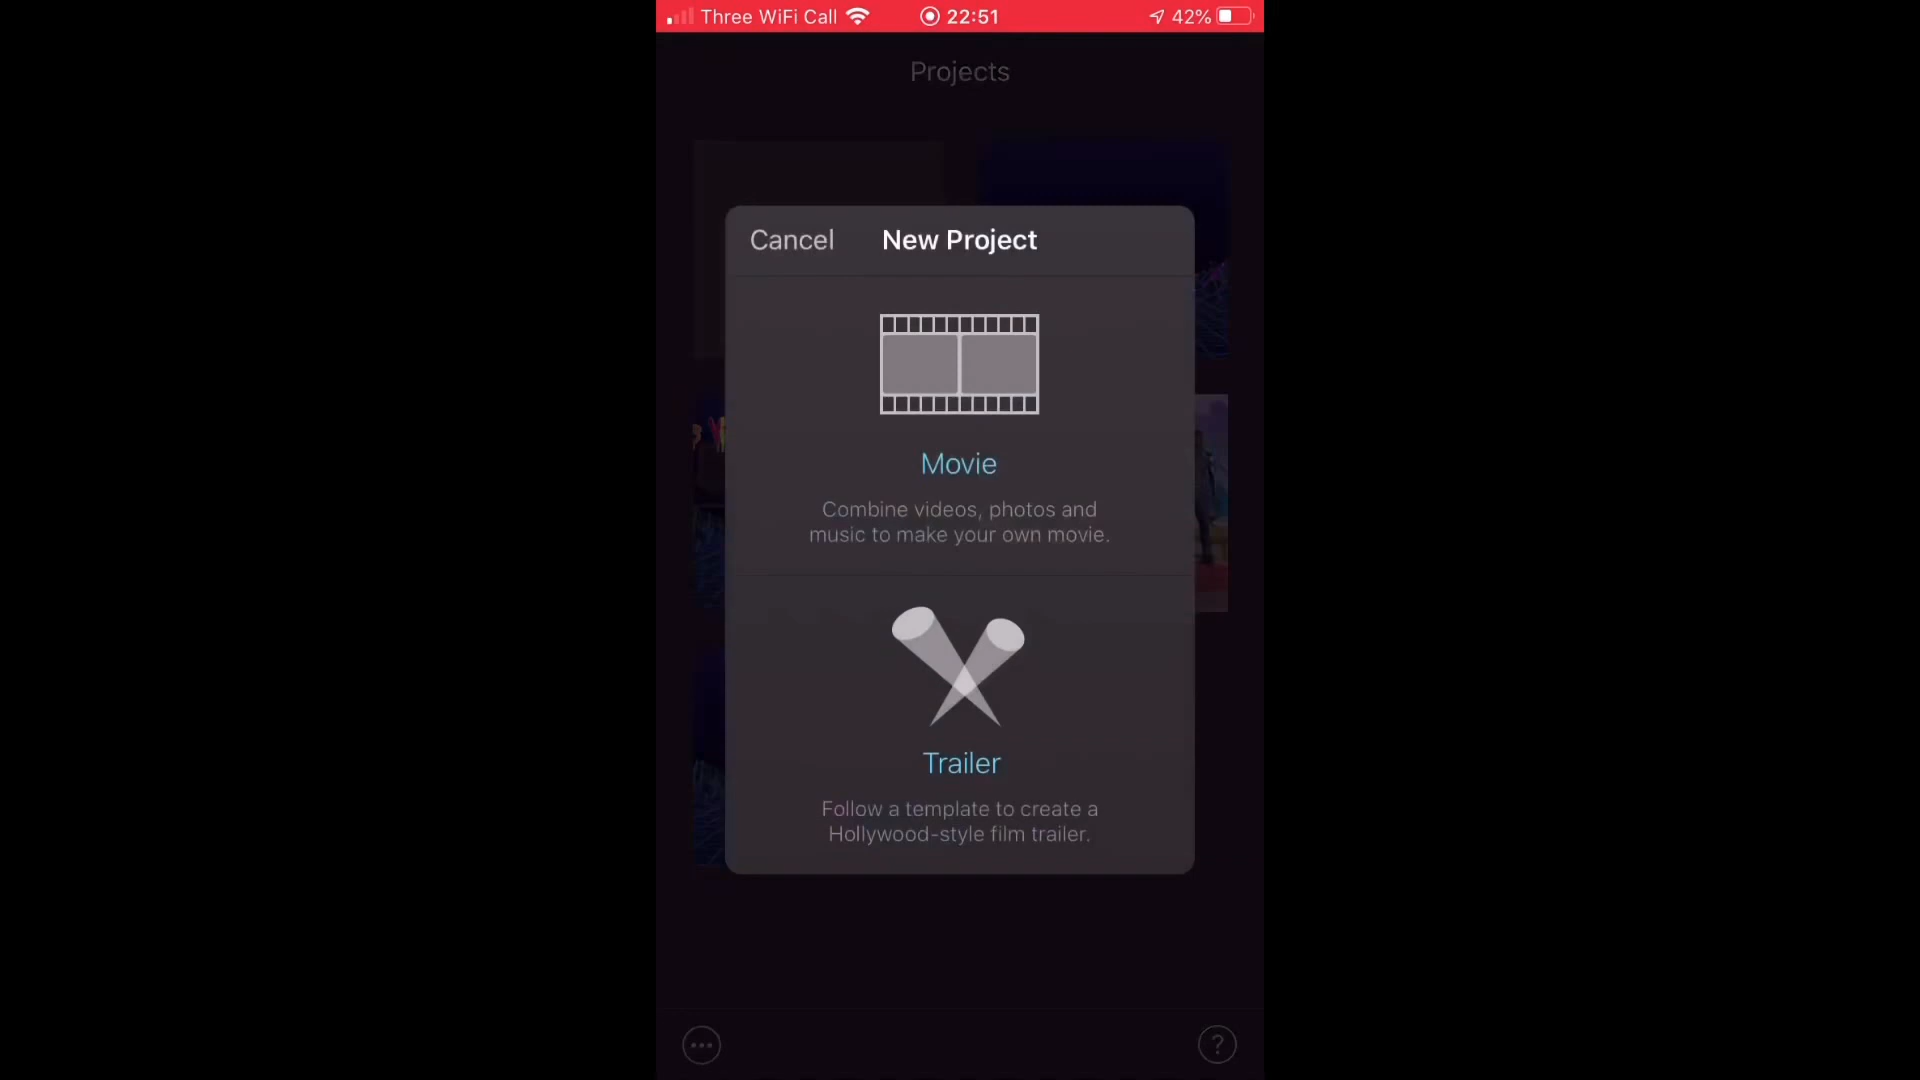 Three WiFi Call 22:51 42%
Projects
Cancel New Project
Movie
Combine videos, photos and
music to make your own movie.
Trailer
Follow a template to create a
Hollywood-style film trailer.
?